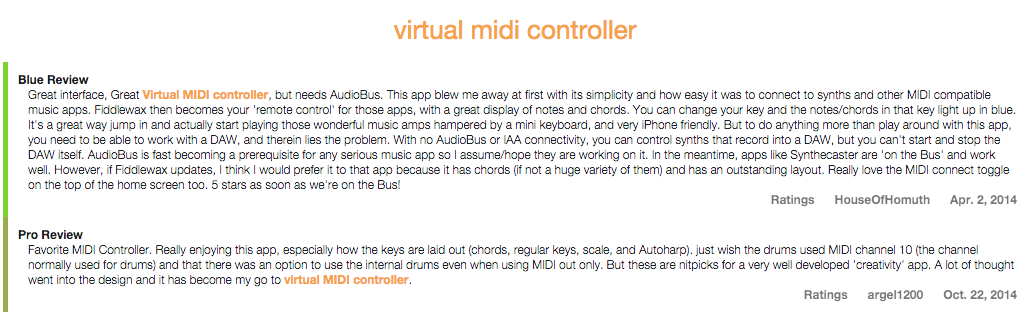 virtual midi controller
Blue Review
Great interface, Great Virtual MIDI controller, but needs AudioBus. This app blew me away at first with its simplicity and how easy it was to connect to synths and other MIDI compatible
music apps. Fiddlewax then becomes your 'remote control' for those apps, with a great display of notes and chords. You can change your key and the notes/chords in that key light up in blue.
It's a great way jump in and actually start playing those wonderful music amps hampered by a mini keyboard, and very iPhone friendly. But to do anything more than play around with this app,
you need to be able to work with a DAW, and therein lies the problem. With no AudioBus or IAA connectivity, you can control synths that record into a DAW, but you can't start and stop the
DAW itself. AudioBus is fast becoming a prerequisite for any serious music app so I assume/hope they are working on it. In the meantime, apps like Synthecaster are 'on the Bus' and work
well. However, if Fiddlewax updates, I think I would prefer it to that app because it has chords (if not a huge variety of them) and has an outstanding layout. Really love the MIDI connect toggle
on the top of the home screen too. 5 stars as soon as we're on the Bus!
Ratings HouseOfHomuth Apr. 2, 2014
Pro Review
Favorite MIDI Controller. Really enjoying this app, especially how the keys are laid out (chords, regular keys, scale, and Autoharp). just wish the drums used MIDI channel 10 (the channel
normally used for drums) and that there was an option to use the internal drums even when using MIDI out only. But these are nitpicks for a very well developed 'creativity' app. A lot of thought
went into the design and it has become my go to virtual MIDI controller.
Ratings argel1200 Oct. 22, 2014